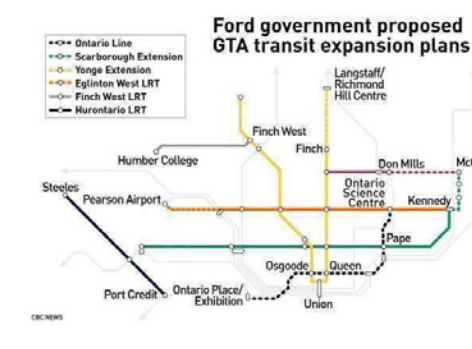 Ford government proposed
GTA transit expansion plans
Ontario Line
Scarborough Extension
Yonge Extension
Eglinton West LRT
Finch West LRT
Hurontario LRT
Langstaff/
Richmond
Hill Centre
Finch West
Finch
Humber College
Don Mills
Ontario
Science
Centre
Steeles
Pearson Airport
Kennedy
Pape
Osgoode
Queen
Port Credit
Ontario Place/
Exhibition
Union
CBC NEWS